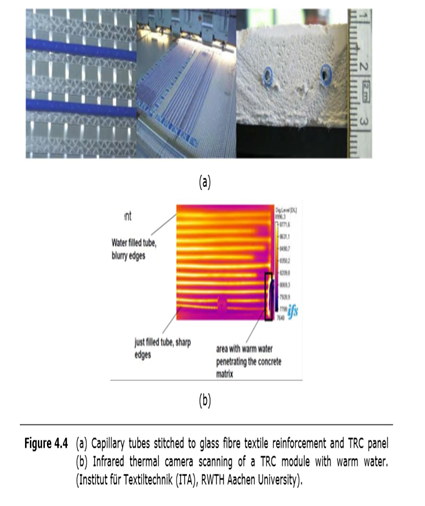 1
2
3
(a)
nt
Water filled tube,
blurry edges
just filled tube, sharp
edges
area with warm water
penetrating the concrete
matrix
ifs
(b)
Figure 4.4 (a) Capillary tubes stitched to glass fibre textile reinforcement and TRC panel
(b) Infrared thermal camera scanning of a TRC module with warm water.
(Institut für Textiltechnik (ITA), RWTH Aachen University).